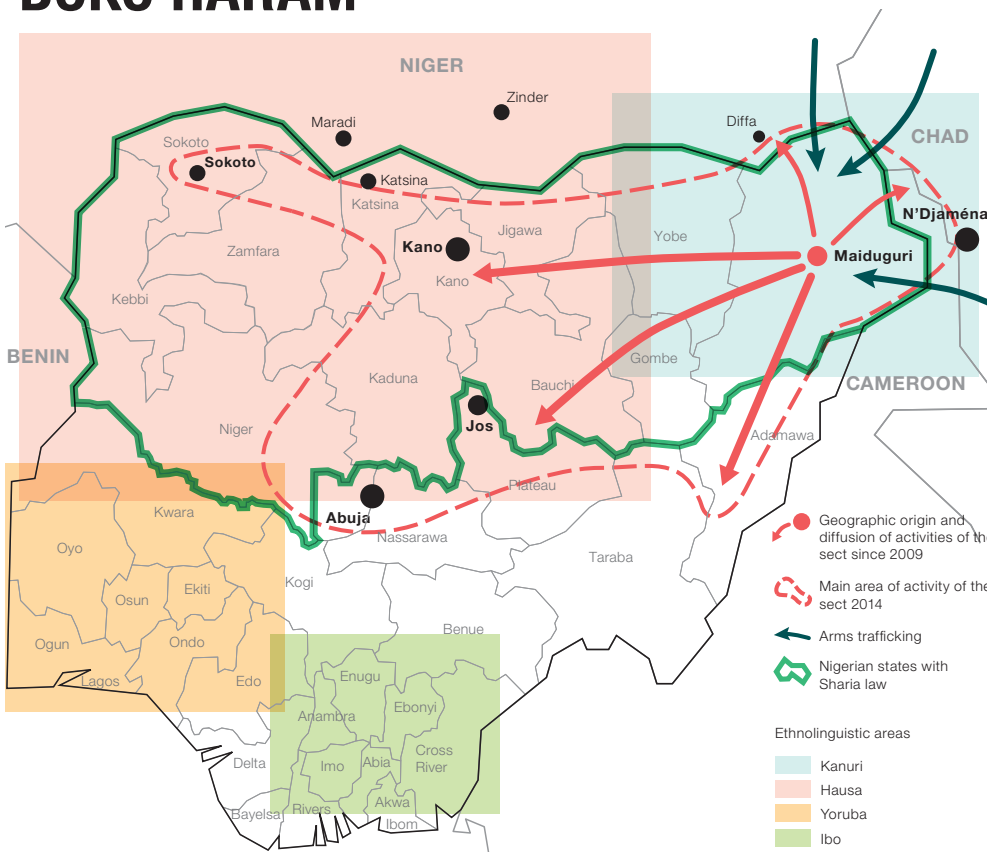 BOKO HARAM
NIGER
Zinder
Maradi
Diffa
CHAD
Sokoto
Sokoto
Katsina
Katsina
N'Djaména
Jigawa
Yobe
Kano
Zamfara
Maiduguri
Kano
Kebbi
BENIN
Gombe
Kaduna
Bauchi
CAMEROON
Jos
Niger
Adamawa
Plateau
Abuja
Kwara
Nassarawa
Oyo
Taraba
Kogi
Ekiti
Osun
Benue
Ogun
Ondo
Enugu
Lagos
Edo
Ebonyi
Anambra
Cross
River
Delta
Imo
Abia
Akwa
Ibom
Rivers
Bayelsa
Geographic origin and
diffusion of activities of th
sect since 2009
Main area of activity of the
sect 2014
Arms trafficking
Nigerian states with
Sharia law
Ethnolinguistic areas
Kanuri
Hausa
Yoruba
Ibo